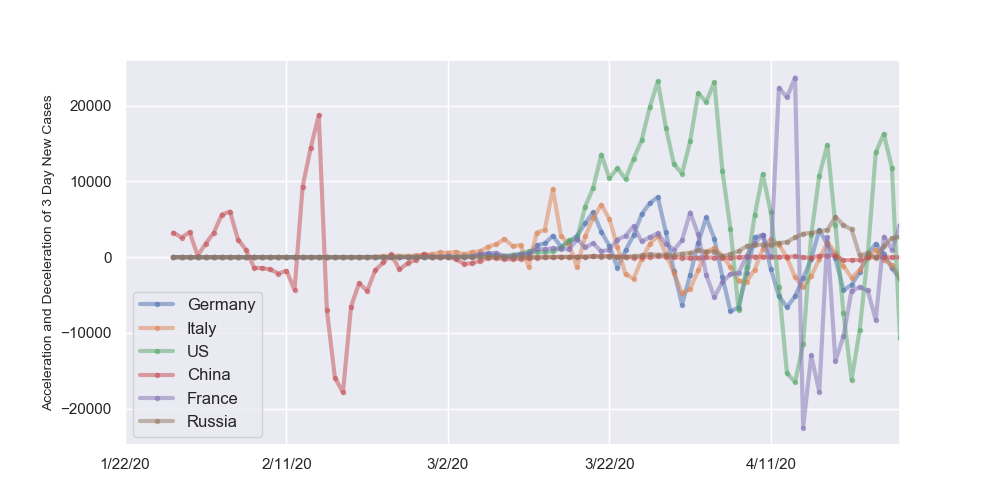 Acceleration and Deceleration of 3 Day New Cases
20000
10000
0
−10000
−20000
Germany
Italy
US
China
France
Russia
1/22/20 2/11/20 3/2/20 3/22/20 4/11/20